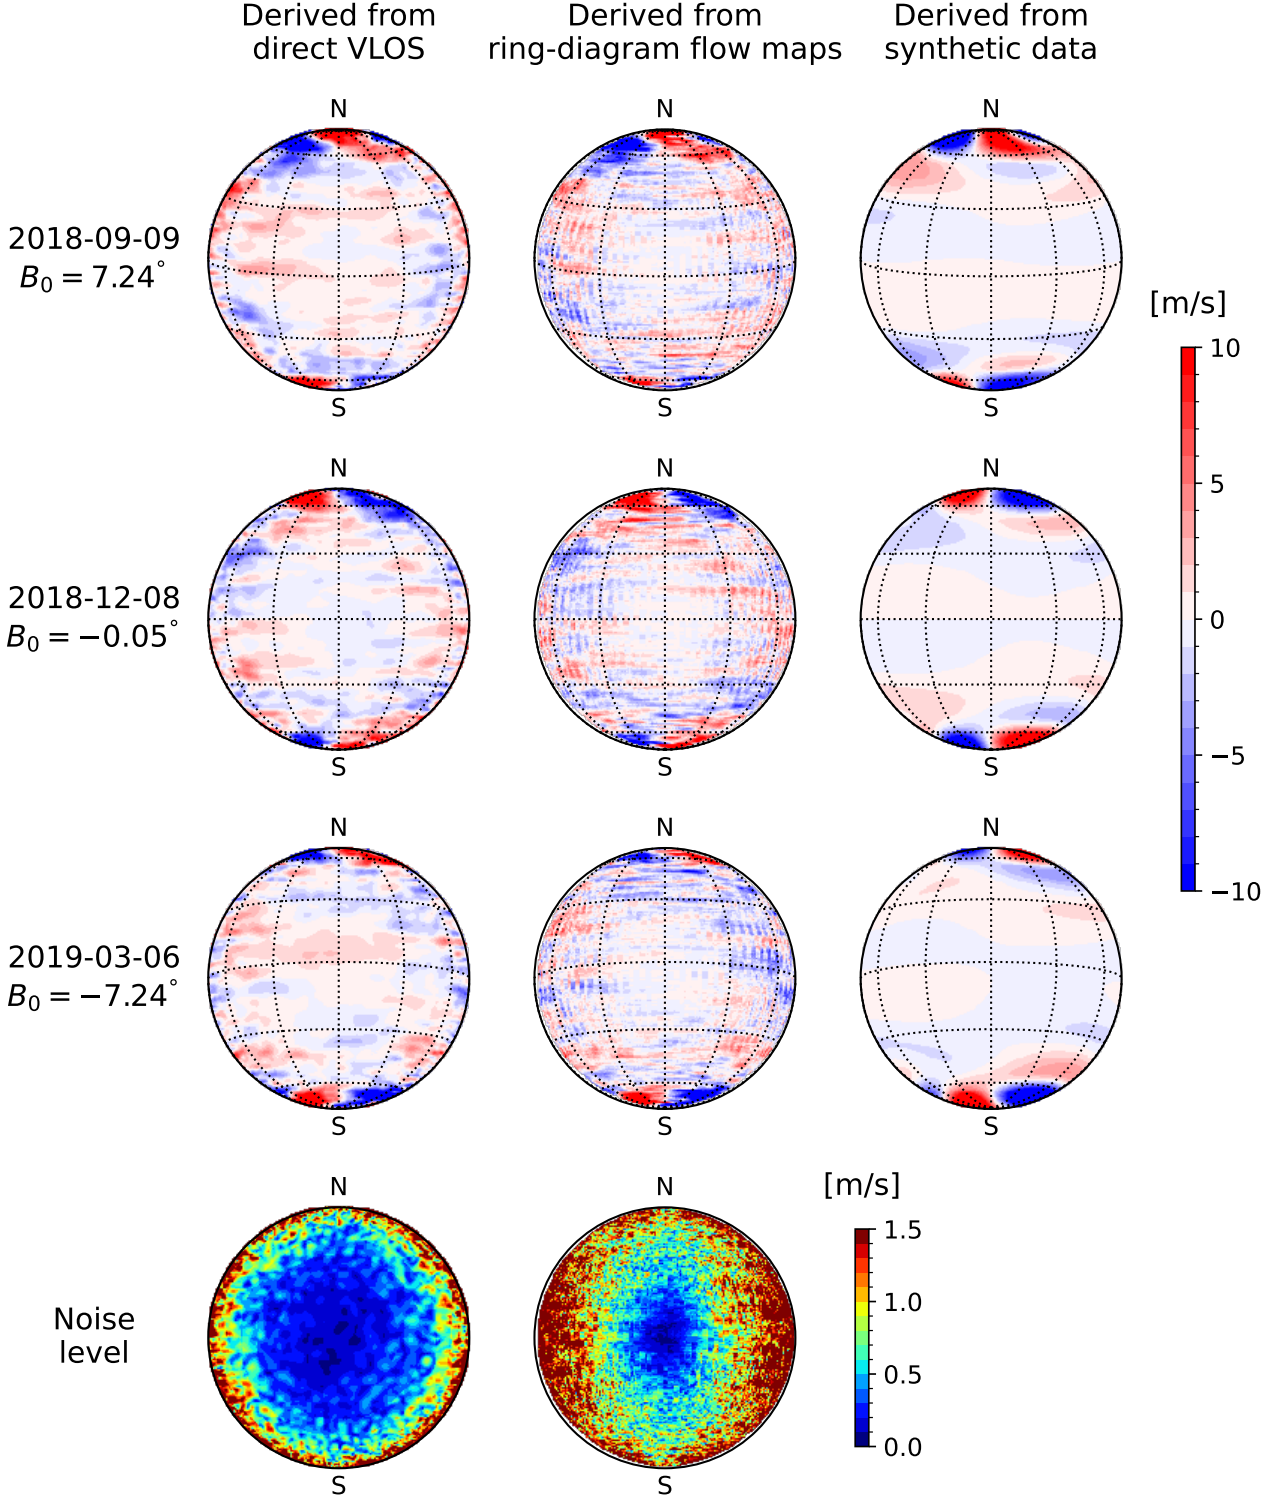 Derived from
direct VLOS
Derived from
ring-diagram flow maps
Derived from
synthetic data
N
N
N
2018-09-09
B₀ = 7.24°
S
S
S
[m/s]
10
5
0
−5
−10
N
N
N
2018-12-08
B₀ = −0.05°
S
S
S
N
N
N
2019-03-06
B₀ = −7.24°
S
S
S
N
N
[m/s]
Noise
level
1.5
1.0
0.5
0.0
S
S